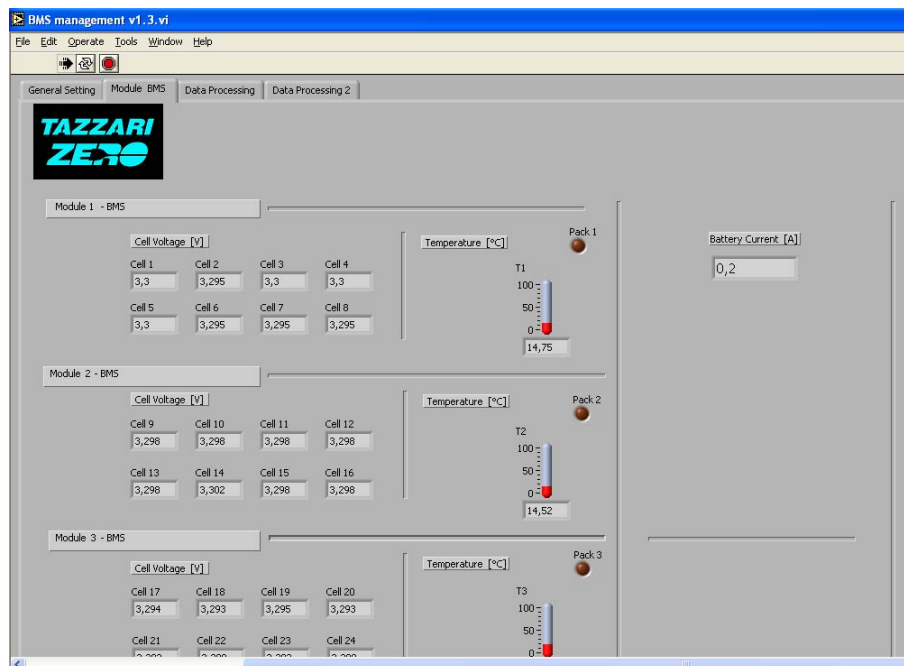 BMS management v1.3.vi
File Edit Operate Tools Window Help
General Setting Module BMS Data Processing Data Processing 2
TAZZARI
ZERO
Module 1 - BMS
Cell Voltage [V]
Temperature [°C]
Pack 1
Battery Current [A]
0,2
Cell 1 Cell 2 Cell 3 Cell 4
3,3 3,295 3,3 3,3
Cell 5 Cell 6 Cell 7 Cell 8
3,3 3,295 3,295 3,295
T1
100
50
0
14,75
Module 2 - BMS
Cell Voltage [V]
Temperature [°C]
Pack 2
Cell 9 Cell 10 Cell 11 Cell 12
3,298 3,298 3,298 3,298
Cell 13 Cell 14 Cell 15 Cell 16
3,298 3,302 3,298 3,298
T2
100
50
0
14,52
Module 3 - BMS
Cell Voltage [V]
Temperature [°C]
Pack 3
Cell 17 Cell 18 Cell 19 Cell 20
3,294 3,293 3,295 3,293
Cell 21 Cell 22 Cell 23 Cell 24
T3
100
50
0